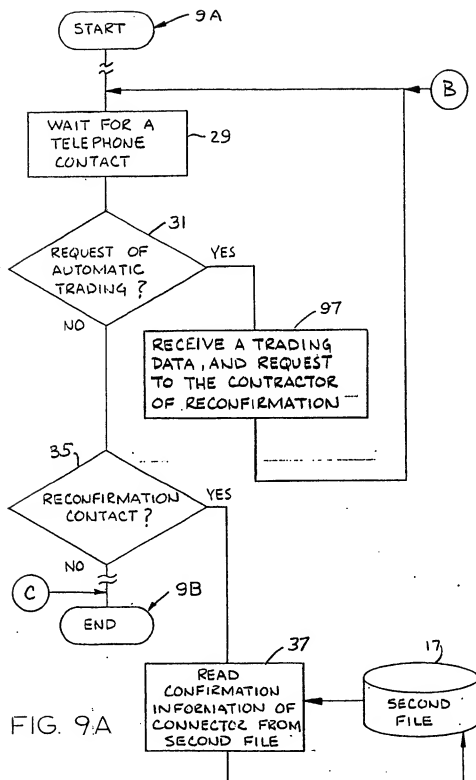 START
9A
B
WAIT FOR A
TELEPHONE
CONTACT
29
31
REQUEST OF
AUTOMATIC
TRADING?
YES
NO
97
RECEIVE A TRADING
DATA, AND REQUEST
TO THE CONTRACTOR
OF RECONFIRMATION
35
RECONFIRMATION
CONTACT?
YES
NO
C
9B
END
37
READ
CONFIRMATION
INFORMATION OF
CONNECTOR FROM
SECOND FILE
17
SECOND
FILE
FIG. 9A